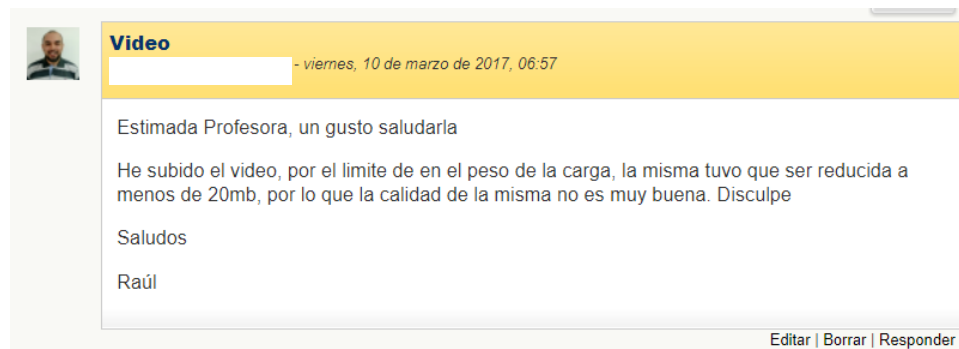 Video
- viernes, 10 de marzo de 2017, 06:57
Estimada Profesora, un gusto saludarla
He subido el video, por el limite de en el peso de la carga, la misma tuvo que ser reducida a
menos de 20mb, por lo que la calidad de la misma no es muy buena. Disculpe
Saludos
Raúl
Editar | Borrar | Responder